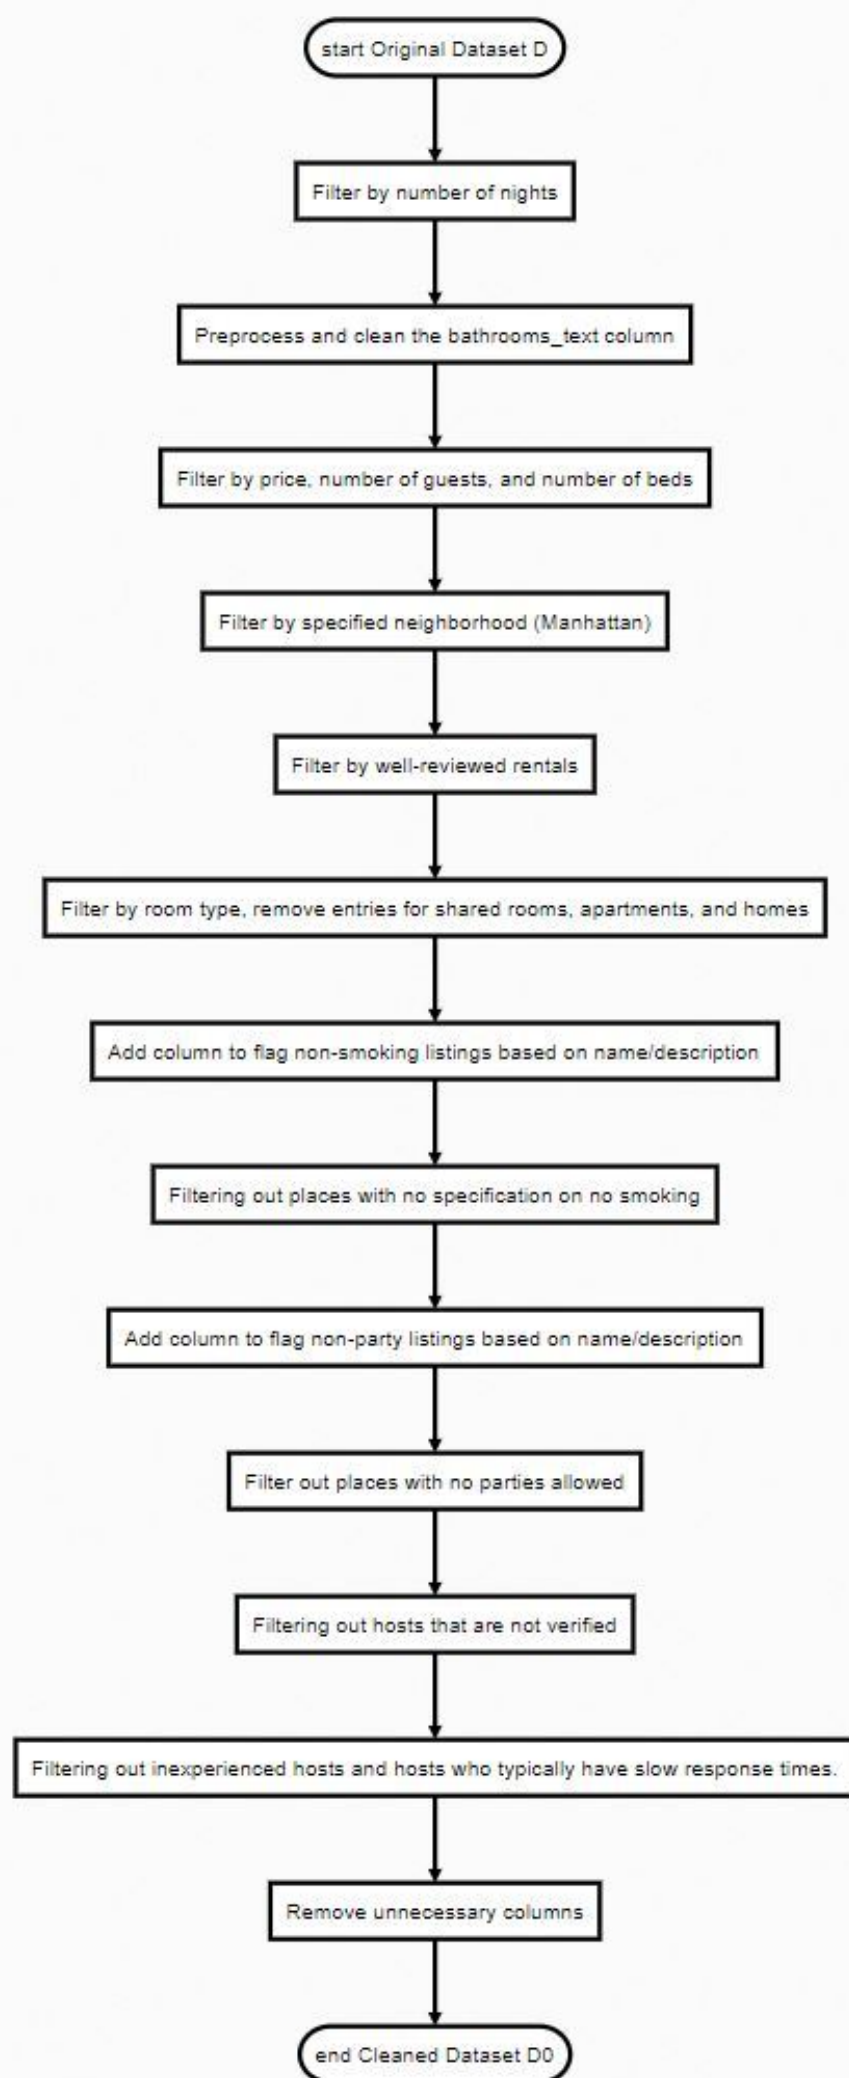 start Original Dataset D
Filter by number of nights
Preprocess and clean the bathrooms_text column
Filter by price, number of guests, and number of beds
Filter by specified neighborhood (Manhattan)
Filter by well-reviewed rentals
Filter by room type, remove entries for shared rooms, apartments, and homes
Add column to flag non-smoking listings based on name/description
Filtering out places with no specification on no smoking
Add column to flag non-party listings based on name/description
Filter out places with no parties allowed
Filtering out hosts that are not verified
Filtering out inexperienced hosts and hosts who typically have slow response times.
Remove unnecessary columns
end Cleaned Dataset D0